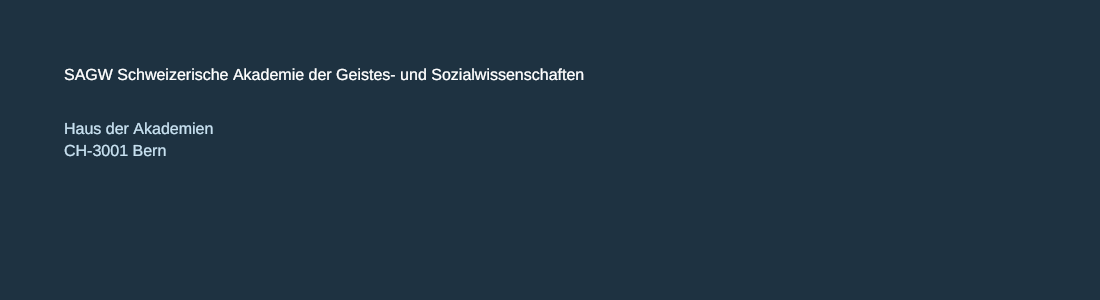 SAGW Schweizerische Akademie der Geistes- und Sozialwissenschaften
Haus der Akademien
CH-3001 Bern